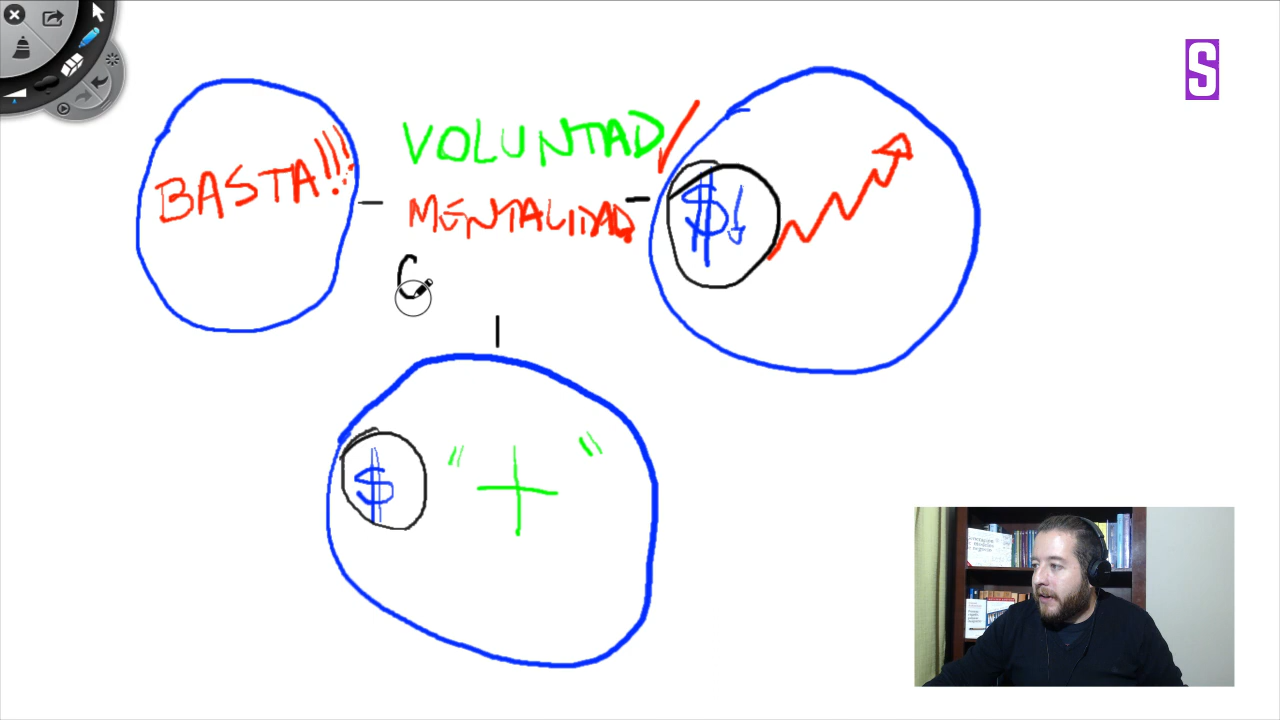 S
BASTA!!!
VOLUNTAD
MENTALIDAD
$
$
" + "